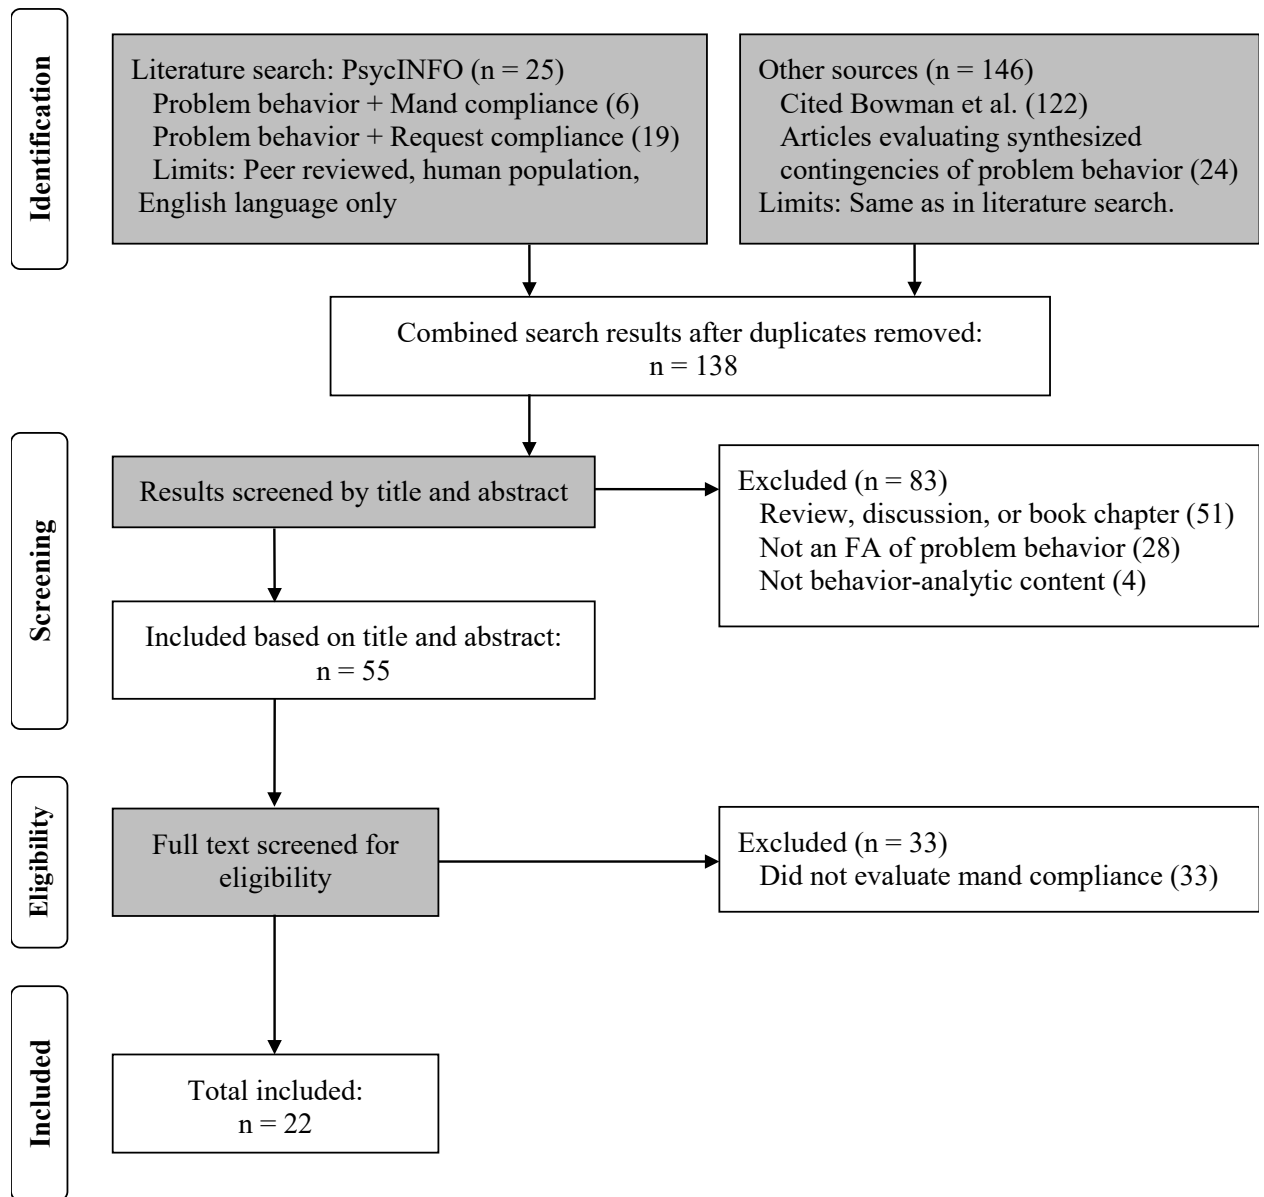 Identification
Literature search: PsycINFO (n = 25)
Problem behavior + Mand compliance (6)
Problem behavior + Request compliance (19)
Limits: Peer reviewed, human population,
English language only
Other sources (n = 146)
Cited Bowman et al. (122)
Articles evaluating synthesized
contingencies of problem behavior (24)
Limits: Same as in literature search.
Combined search results after duplicates removed:
n = 138
Screening
Results screened by title and abstract
Excluded (n = 83)
Review, discussion, or book chapter (51)
Not an FA of problem behavior (28)
Not behavior-analytic content (4)
Included based on title and abstract:
n = 55
Eligibility
Full text screened for
eligibility
Excluded (n = 33)
Did not evaluate mand compliance (33)
Included
Total included:
n = 22